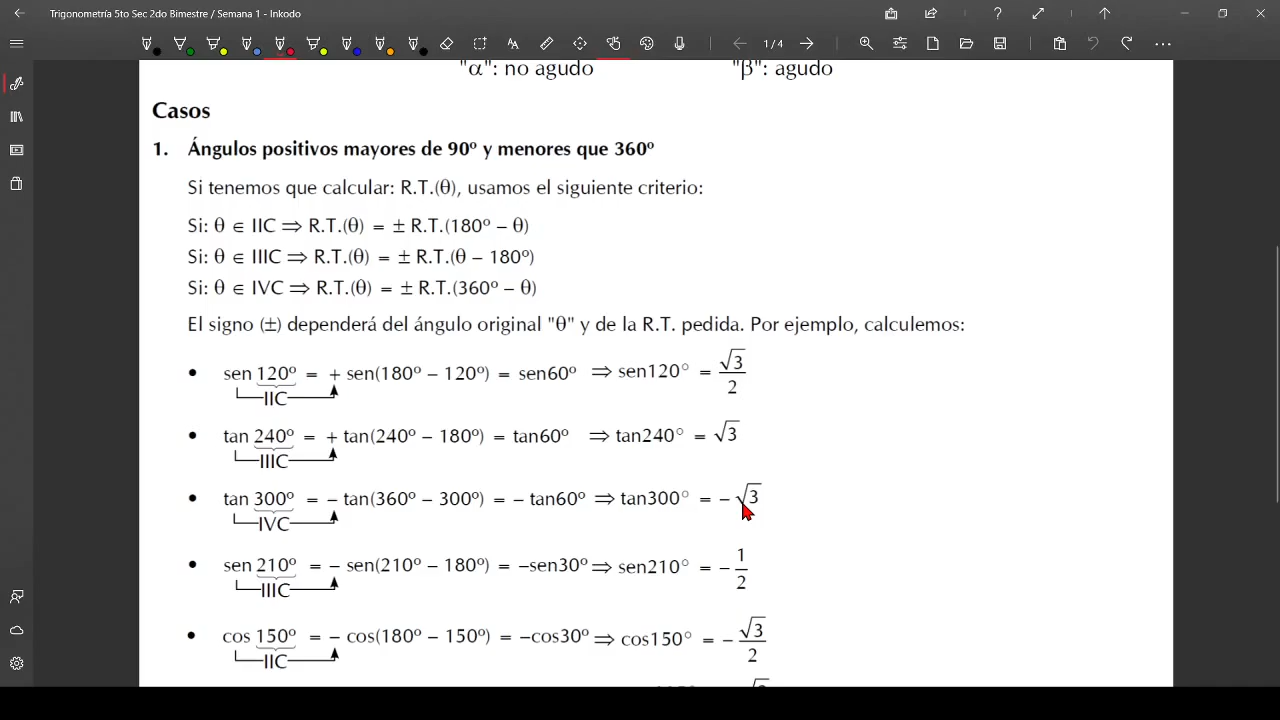 Trigonometría 5to Sec 2do Bimestre / Semana 1 - Inkodo
1/4
"α": no agudo "β": agudo
Casos
1. Ángulos positivos mayores de 90º y menores que 360º
Si tenemos que calcular: R.T.(θ), usamos el siguiente criterio:
Si: θ ∈ IIC ⇒ R.T.(θ) = ± R.T.(180º − θ)
Si: θ ∈ IIIC ⇒ R.T.(θ) = ± R.T.(θ − 180º)
Si: θ ∈ IVC ⇒ R.T.(θ) = ± R.T.(360º − θ)
El signo (±) dependerá del ángulo original "θ" y de la R.T. pedida. Por ejemplo, calculemos:
• sen 120º = + sen(180º − 120º) = sen60º ⇒ sen120° = √3/2
IIC
• tan 240º = + tan(240º − 180º) = tan60º ⇒ tan240° = √3
IIIC
• tan 300º = − tan(360º − 300º) = − tan60º ⇒ tan300° = − √3
IVC
• sen 210º = − sen(210º − 180º) = −sen30º ⇒ sen210° = − 1/2
IIIC
• cos 150º = − cos(180º − 150º) = −cos30º ⇒ cos150° = − √3/2
IIC